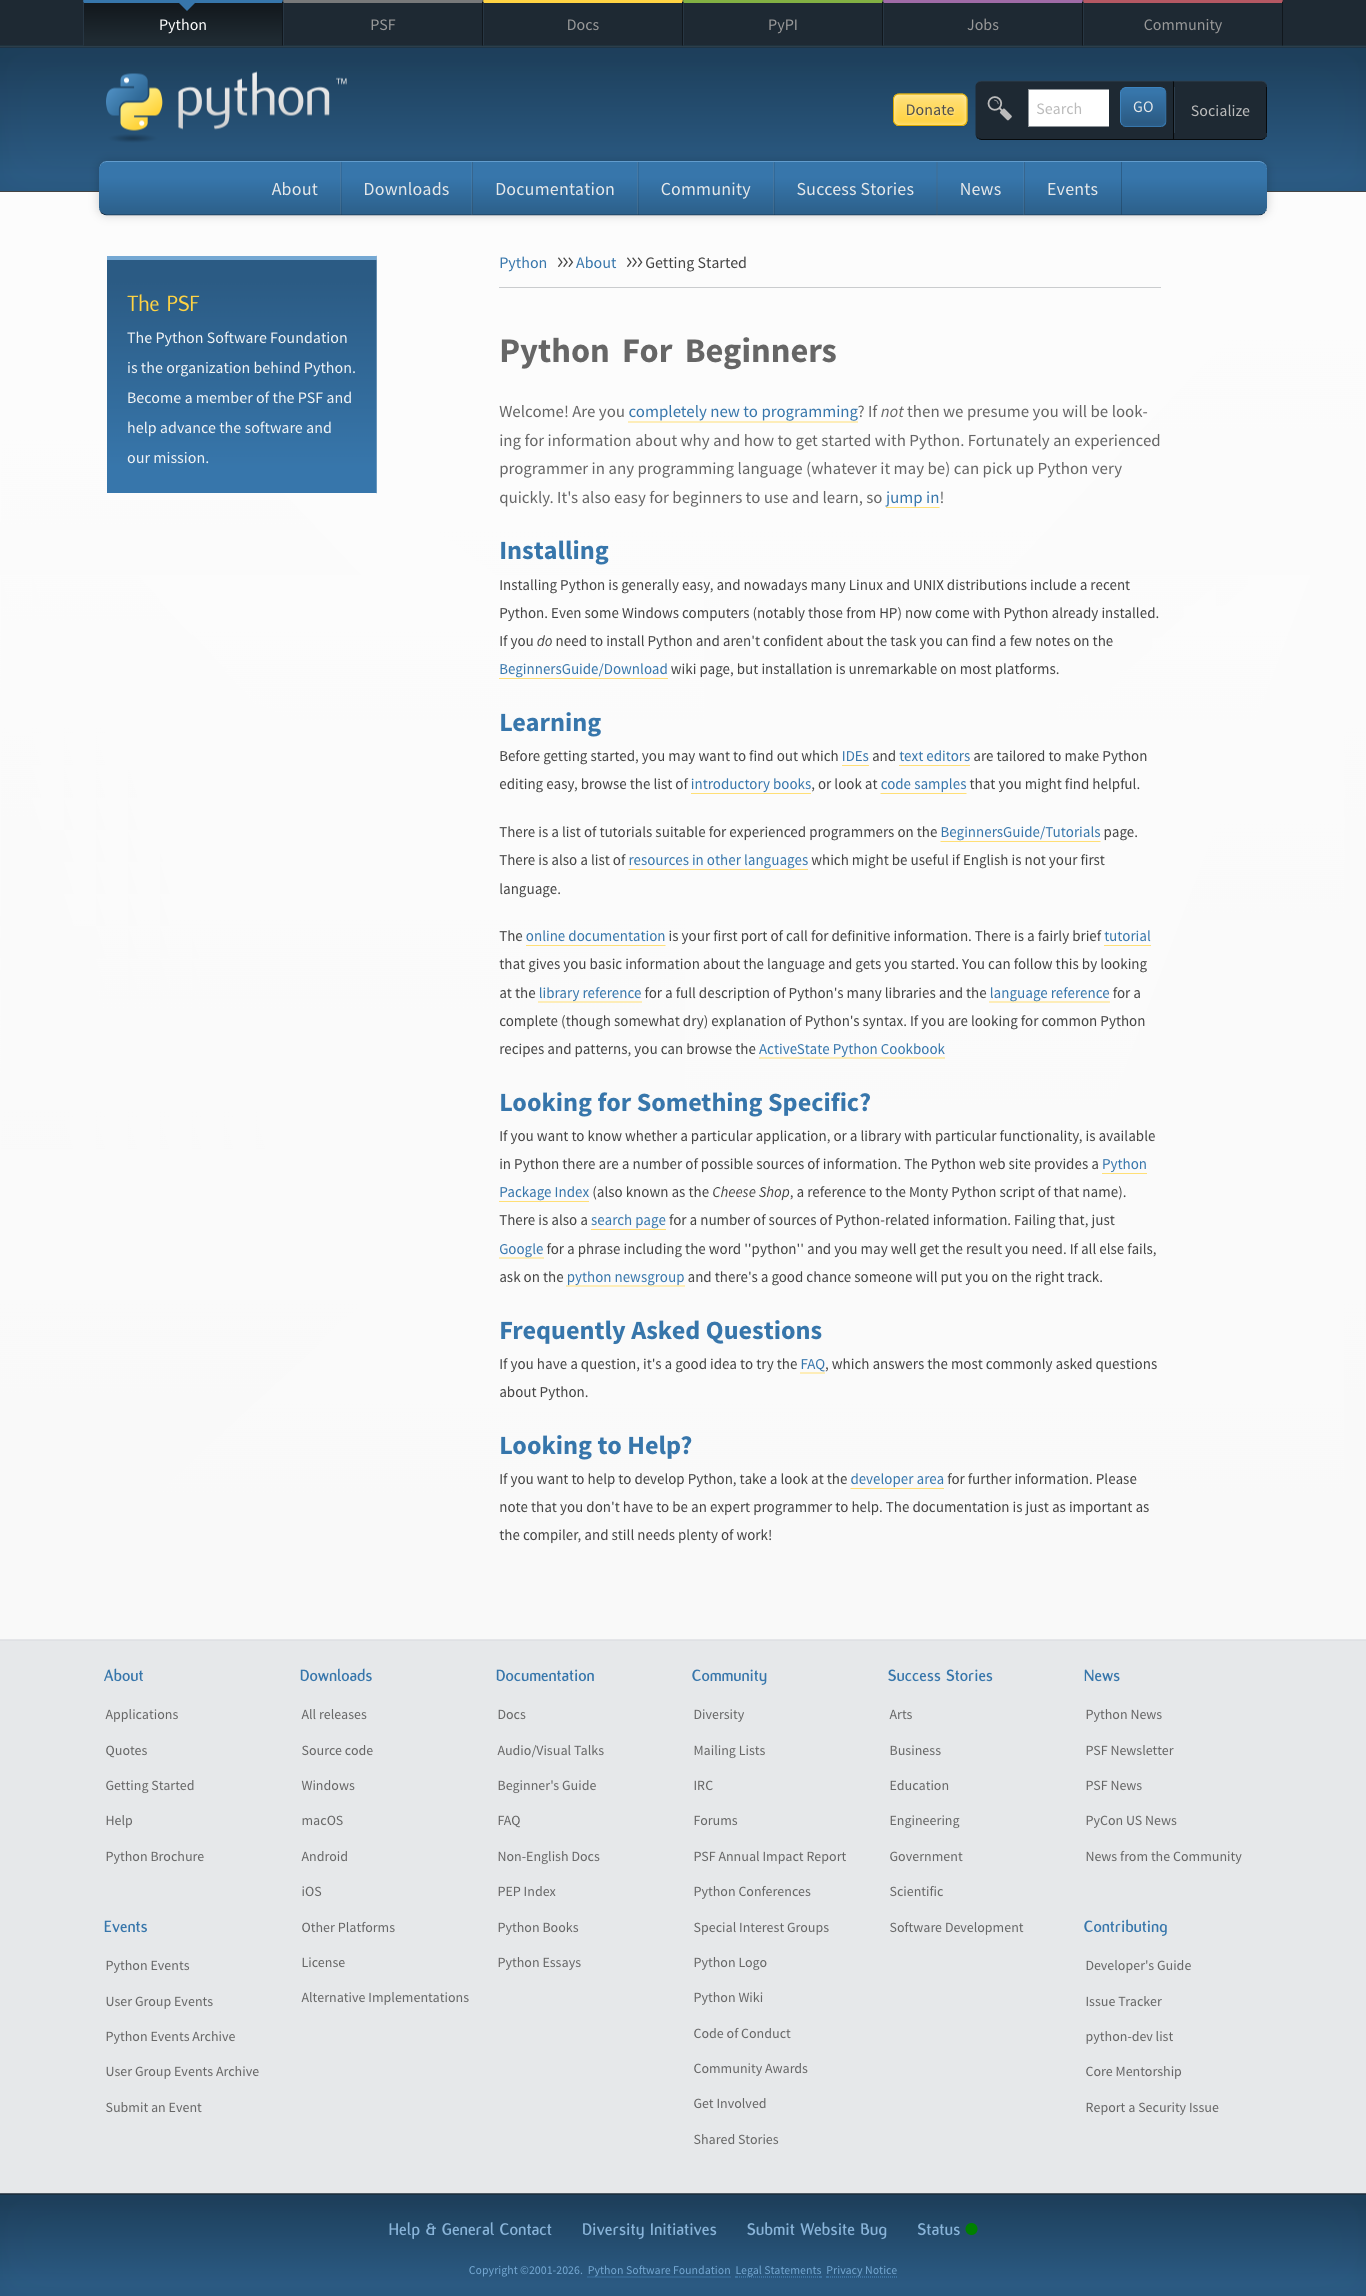 Python
PSF
Docs
PyPI
Jobs
Community
python™
Donate
Search
GO
Socialize
About
Downloads
Documentation
Community
Success Stories
News
Events
The PSF
The Python Software Foundation
is the organization behind Python.
Become a member of the PSF and
help advance the software and
our mission.
Python >>> About >>> Getting Started
Python For Beginners
Welcome! Are you completely new to programming? If not then we presume you will be look-
ing for information about why and how to get started with Python. Fortunately an experienced
programmer in any programming language (whatever it may be) can pick up Python very
quickly. It's also easy for beginners to use and learn, so jump in!
Installing
Installing Python is generally easy, and nowadays many Linux and UNIX distributions include a recent
Python. Even some Windows computers (notably those from HP) now come with Python already installed.
If you do need to install Python and aren't confident about the task you can find a few notes on the
BeginnersGuide/Download wiki page, but installation is unremarkable on most platforms.
Learning
Before getting started, you may want to find out which IDEs and text editors are tailored to make Python
editing easy, browse the list of introductory books, or look at code samples that you might find helpful.
There is a list of tutorials suitable for experienced programmers on the BeginnersGuide/Tutorials page.
There is also a list of resources in other languages which might be useful if English is not your first
language.
The online documentation is your first port of call for definitive information. There is a fairly brief tutorial
that gives you basic information about the language and gets you started. You can follow this by looking
at the library reference for a full description of Python's many libraries and the language reference for a
complete (though somewhat dry) explanation of Python's syntax. If you are looking for common Python
recipes and patterns, you can browse the ActiveState Python Cookbook
Looking for Something Specific?
If you want to know whether a particular application, or a library with particular functionality, is available
in Python there are a number of possible sources of information. The Python web site provides a Python
Package Index (also known as the Cheese Shop, a reference to the Monty Python script of that name).
There is also a search page for a number of sources of Python-related information. Failing that, just
Google for a phrase including the word ''python'' and you may well get the result you need. If all else fails,
ask on the python newsgroup and there's a good chance someone will put you on the right track.
Frequently Asked Questions
If you have a question, it's a good idea to try the FAQ, which answers the most commonly asked questions
about Python.
Looking to Help?
If you want to help to develop Python, take a look at the developer area for further information. Please
note that you don't have to be an expert programmer to help. The documentation is just as important as
the compiler, and still needs plenty of work!
About
Applications
Quotes
Getting Started
Help
Python Brochure
Downloads
All releases
Source code
Windows
macOS
Android
iOS
Other Platforms
License
Alternative Implementations
Documentation
Docs
Audio/Visual Talks
Beginner's Guide
FAQ
Non-English Docs
PEP Index
Python Books
Python Essays
Community
Diversity
Mailing Lists
IRC
Forums
PSF Annual Impact Report
Python Conferences
Special Interest Groups
Python Logo
Python Wiki
Code of Conduct
Community Awards
Get Involved
Shared Stories
Success Stories
Arts
Business
Education
Engineering
Government
Scientific
Software Development
News
Python News
PSF Newsletter
PSF News
PyCon US News
News from the Community
Events
Python Events
User Group Events
Python Events Archive
User Group Events Archive
Submit an Event
Contributing
Developer's Guide
Issue Tracker
python-dev list
Core Mentorship
Report a Security Issue
Help & General Contact
Diversity Initiatives
Submit Website Bug
Status
Copyright ©2001-2026. Python Software Foundation Legal Statements Privacy Notice